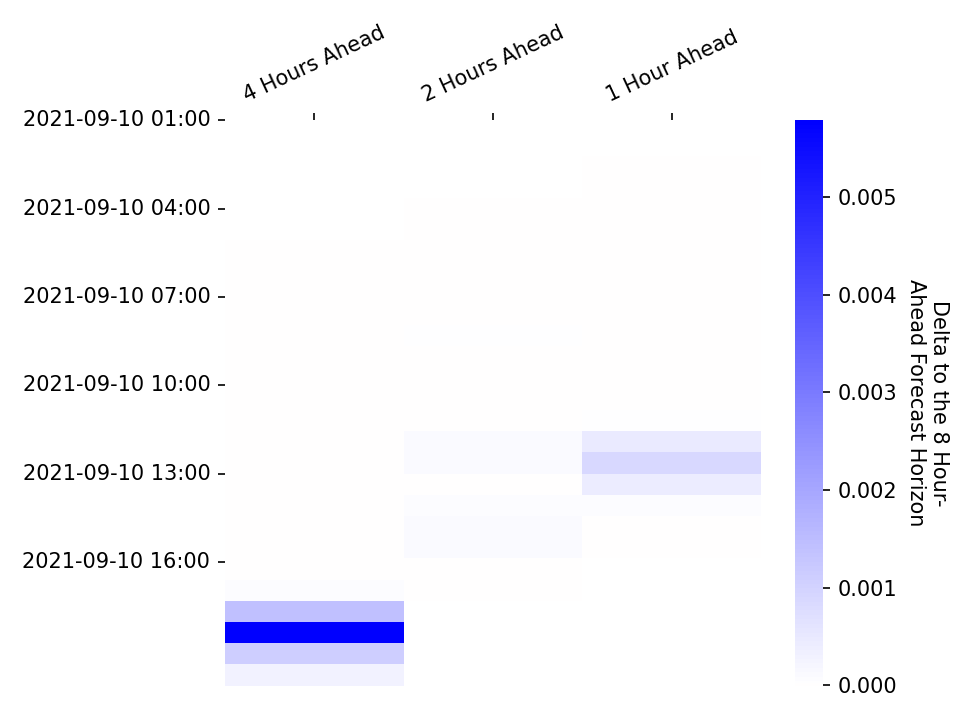 4 Hours Ahead
2 Hours Ahead
1 Hour Ahead
2021-09-10 01:00
2021-09-10 04:00
2021-09-10 07:00
2021-09-10 10:00
2021-09-10 13:00
2021-09-10 16:00
0.005
0.004
0.003
0.002
0.001
0.000
Delta to the 8 Hour-
Ahead Forecast Horizon